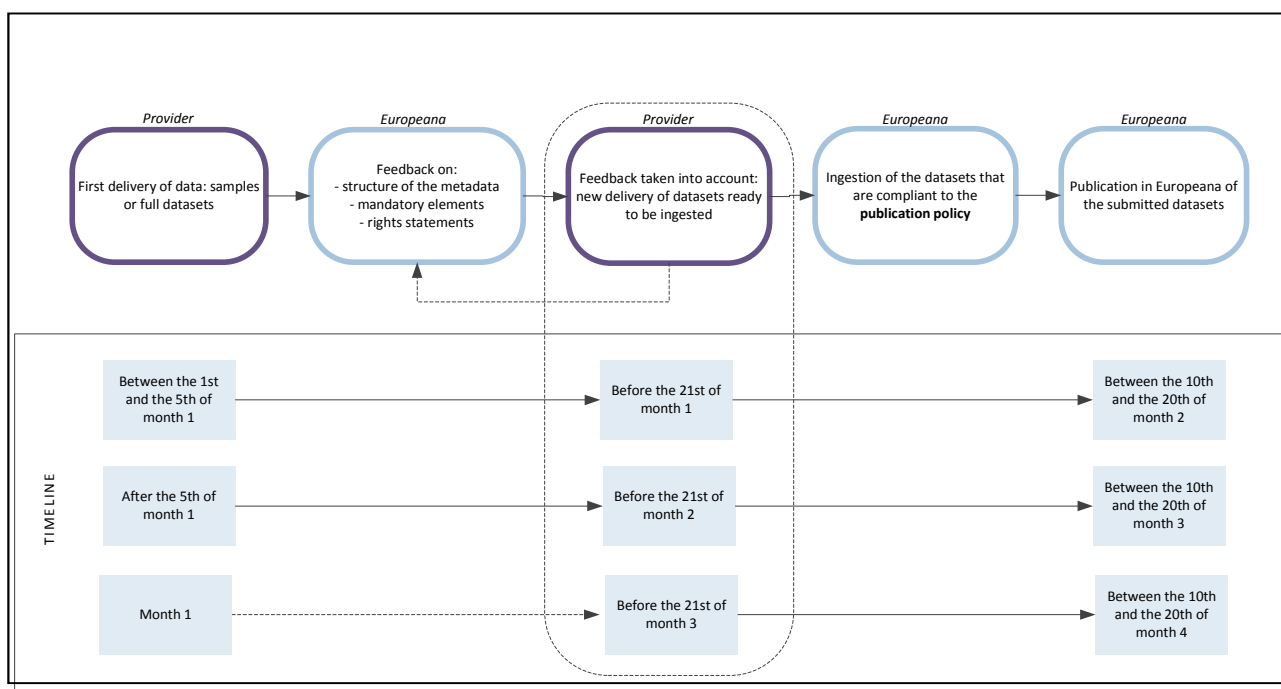 Provider
First delivery of data: samples
or full datasets
Europeana
Feedback on:
- structure of the metadata
- mandatory elements
- rights statements
Provider
Feedback taken into account:
new delivery of datasets ready
to be ingested
Europeana
Ingestion of the datasets that
are compliant to the
publication policy
Europeana
Publication in Europeana of
the submitted datasets
TIMELINE
Between the 1st
and the 5th of
month 1
Before the 21st of
month 1
Between the 10th
and the 20th of
month 2
After the 5th of
month 1
Before the 21st of
month 2
Between the 10th
and the 20th of
month 3
Month 1
Before the 21st of
month 3
Between the 10th
and the 20th of
month 4